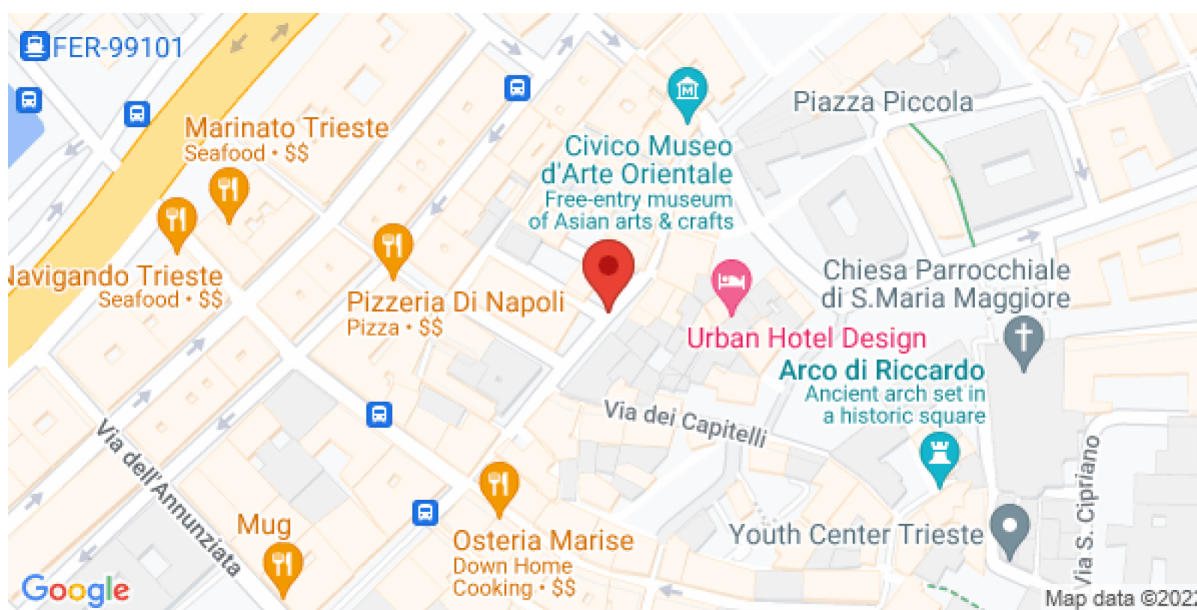 FER-99101
Marinato Trieste
Seafood • $$
Piazza Piccola
Civico Museo
d'Arte Orientale
Free-entry museum
of Asian arts & crafts
Navigando Trieste
Seafood • $$
Pizzeria Di Napoli
Pizza • $$
Chiesa Parrocchiale
di S.Maria Maggiore
Urban Hotel Design
Arco di Riccardo
Ancient arch set in
a historic square
Via dei Capitelli
Via dell'Annunziata
Mug
Osteria Marise
Down Home
Cooking • $$
Youth Center Trieste
Via S. Cipriano
Google
Map data ©2022